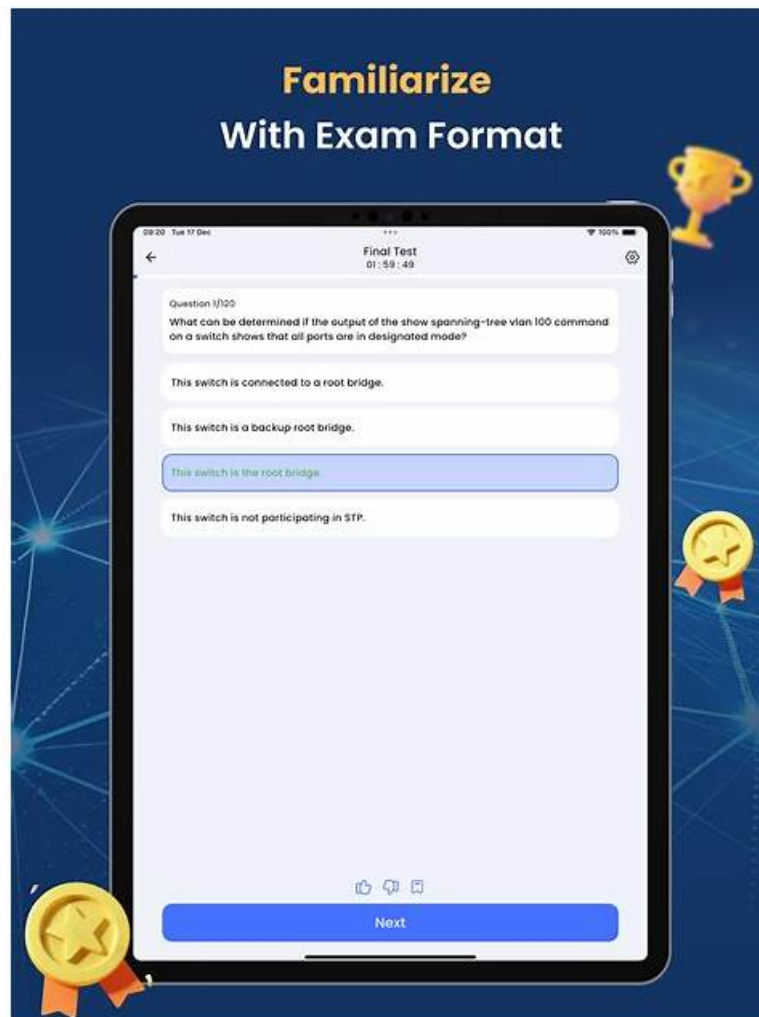 Familiarize
With Exam Format
09:20 Tue 17 Dec
100%
Final Test
01 : 59 : 49
Question 1/120
What can be determined if the output of the show spanning-tree vlan 100 command
on a switch shows that all ports are in designated mode?
This switch is connected to a root bridge.
This switch is a backup root bridge.
This switch is the root bridge.
This switch is not participating in STP.
Next